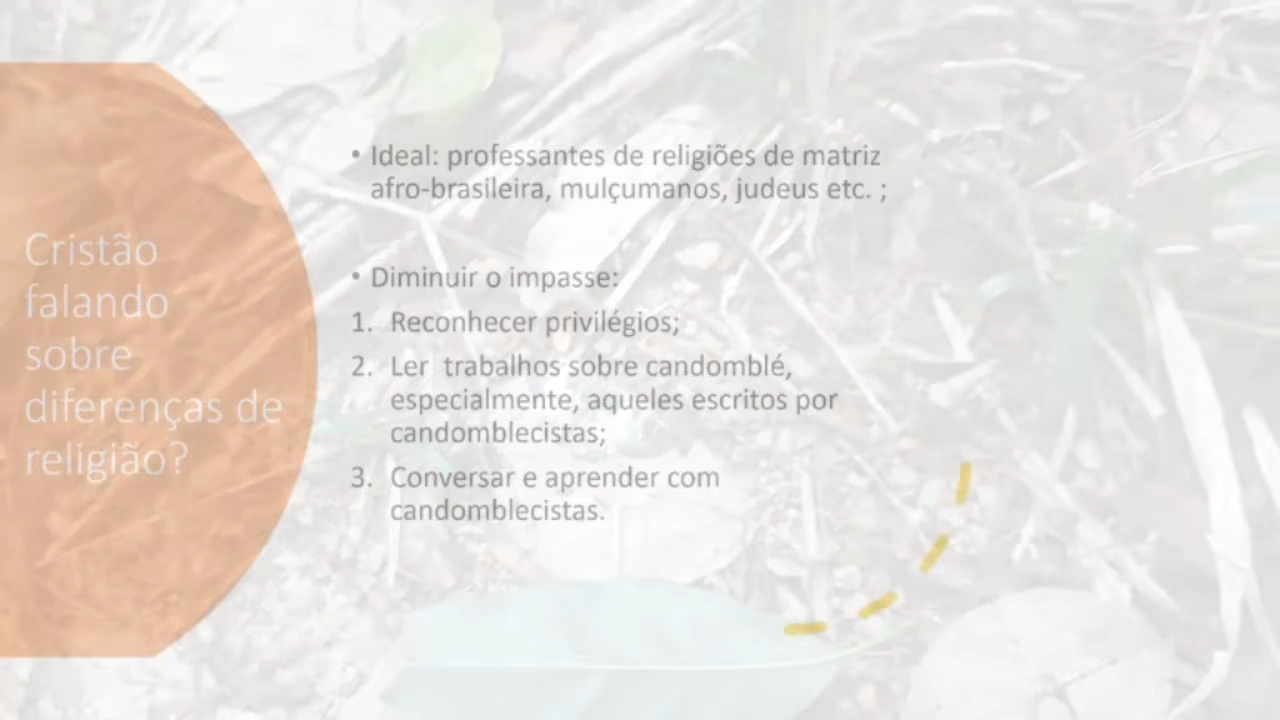 Cristão
falando
sobre
diferenças de
religião?
• Ideal: professantes de religiões de matriz
afro-brasileira, mulçumanos, judeus etc. ;
• Diminuir o impasse:
1. Reconhecer privilégios;
2. Ler trabalhos sobre candomblé,
especialmente, aqueles escritos por
candomblecistas;
3. Conversar e aprender com
candomblecistas.